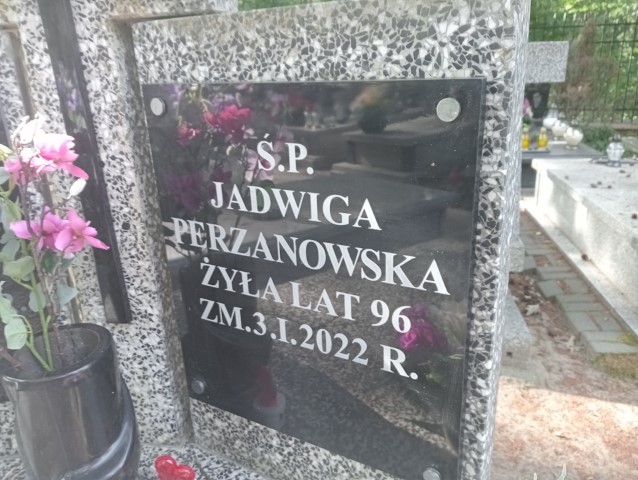 Ś.P.
JADWIGA
PERZANOWSKA
ŻYŁA LAT 96
ZM.3.I.2022 R.